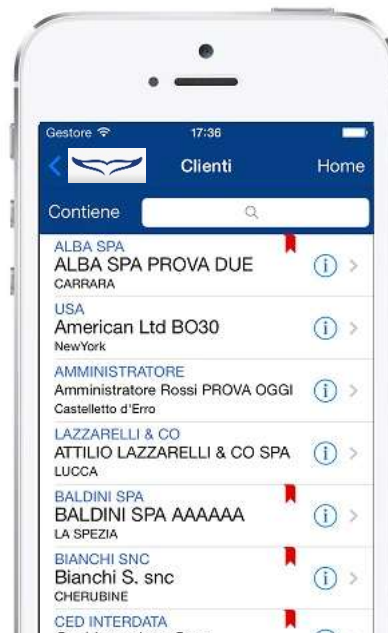 Gestore 17:36
Clienti Home
Contiene
ALBA SPA
ALBA SPA PROVA DUE
CARRARA
USA
American Ltd BO30
NewYork
AMMINISTRATORE
Amministratore Rossi PROVA OGGI
Castelletto d'Erro
LAZZARELLI & CO
ATTILIO LAZZARELLI & CO SPA
LUCCA
BALDINI SPA
BALDINI SPA AAAAAA
LA SPEZIA
BIANCHI SNC
Bianchi S. snc
CHERUBINE
CED INTERDATA